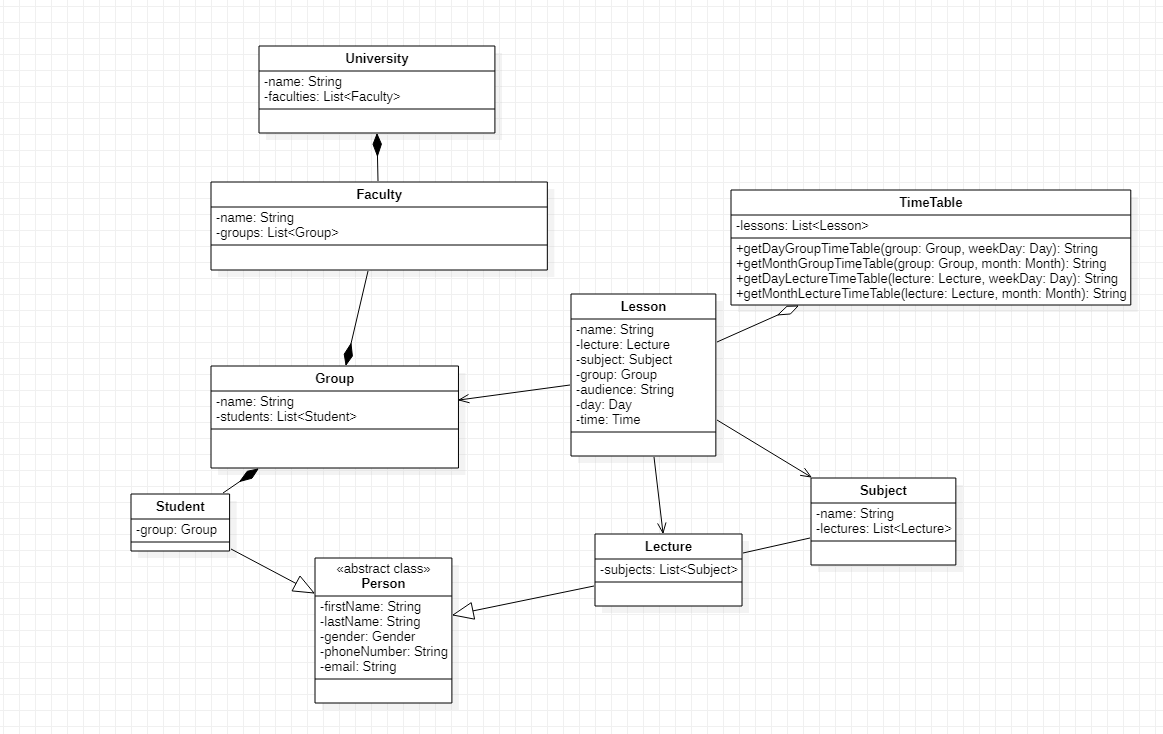 University
-name: String
-faculties: List<Faculty>
Faculty
-name: String
-groups: List<Group>
TimeTable
-lessons: List<Lesson>
+getDayGroupTimeTable(group: Group, weekDay: Day): String
+getMonthGroupTimeTable(group: Group, month: Month): String
+getDayLectureTimeTable(lecture: Lecture, weekDay: Day): String
+getMonthLectureTimeTable(lecture: Lecture, month: Month): String
Lesson
-name: String
-lecture: Lecture
-subject: Subject
-group: Group
-audience: String
-day: Day
-time: Time
Group
-name: String
-students: List<Student>
Student
-group: Group
Subject
-name: String
-lectures: List<Lecture>
Lecture
-subjects: List<Subject>
«abstract class»
Person
-firstName: String
-lastName: String
-gender: Gender
-phoneNumber: String
-email: String